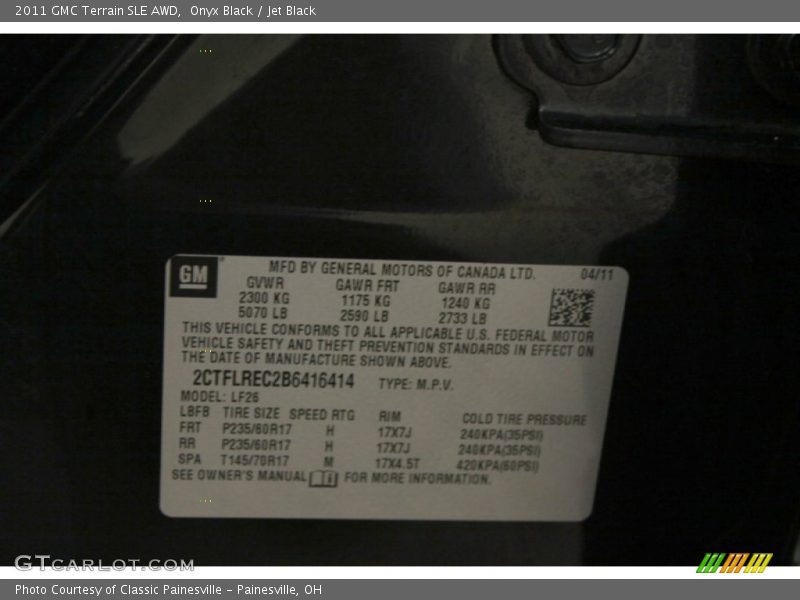 2011 GMC Terrain SLE AWD,  Onyx Black / Jet Black
GM
MFD BY GENERAL MOTORS OF CANADA LTD. 04/11
GVWR GAWR FRT GAWR RR
2300 KG 1175 KG 1240 KG
5070 LB 2590 LB 2733 LB
THIS VEHICLE CONFORMS TO ALL APPLICABLE U.S. FEDERAL MOTOR
VEHICLE SAFETY AND THEFT PREVENTION STANDARDS IN EFFECT ON
THE DATE OF MANUFACTURE SHOWN ABOVE.
2CTFLREC2B6416414 TYPE: M.P.V.
MODEL: LF26
LBFB TIRE SIZE SPEED RTG RIM COLD TIRE PRESSURE
FRT P235/60R17 H 17X7J 240KPA(35PSI)
RR P235/60R17 H 17X7J 240KPA(35PSI)
SPA T145/70R17 M 17X4.5T 420KPA(60PSI)
SEE OWNER'S MANUAL FOR MORE INFORMATION.
GTCARLOT.COM
Photo Courtesy of Classic Painesville - Painesville, OH